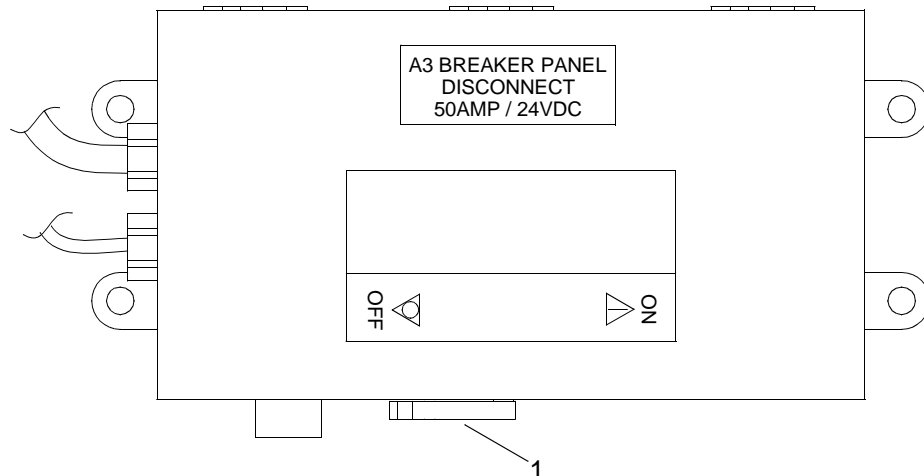 A3 BREAKER PANEL
DISCONNECT
50AMP / 24VDC
OFF
ON
1